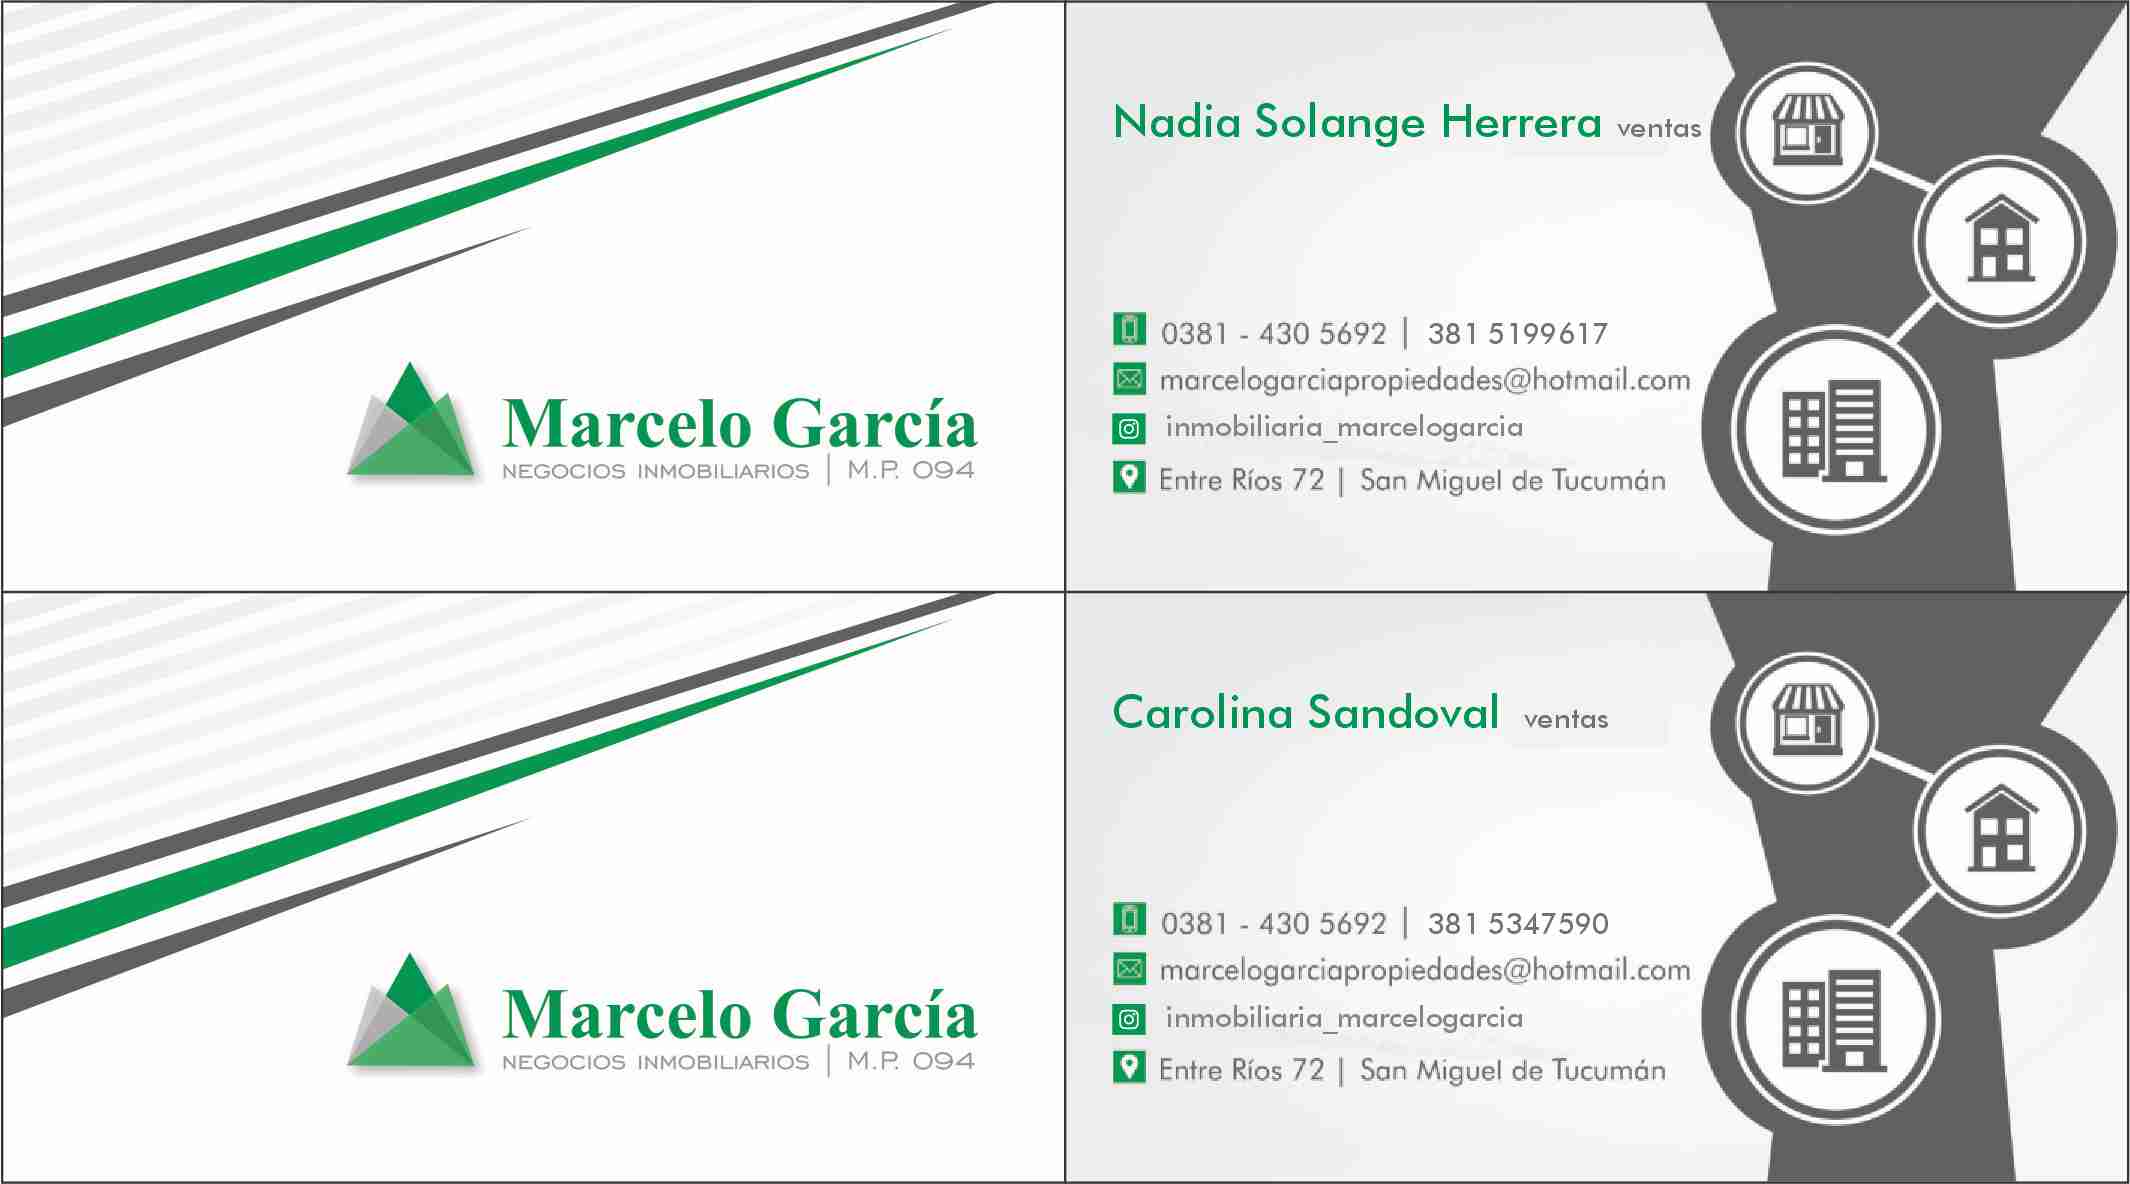 Marcelo García
NEGOCIOS INMOBILIARIOS | M.P. 094
Nadia Solange Herrera ventas
0381 - 430 5692 | 381 5199617
marcelogarciapropiedades@hotmail.com
inmobiliaria_marcelogarcia
Entre Ríos 72 | San Miguel de Tucumán
Marcelo García
NEGOCIOS INMOBILIARIOS | M.P. 094
Carolina Sandoval ventas
0381 - 430 5692 | 381 5347590
marcelogarciapropiedades@hotmail.com
inmobiliaria_marcelogarcia
Entre Ríos 72 | San Miguel de Tucumán